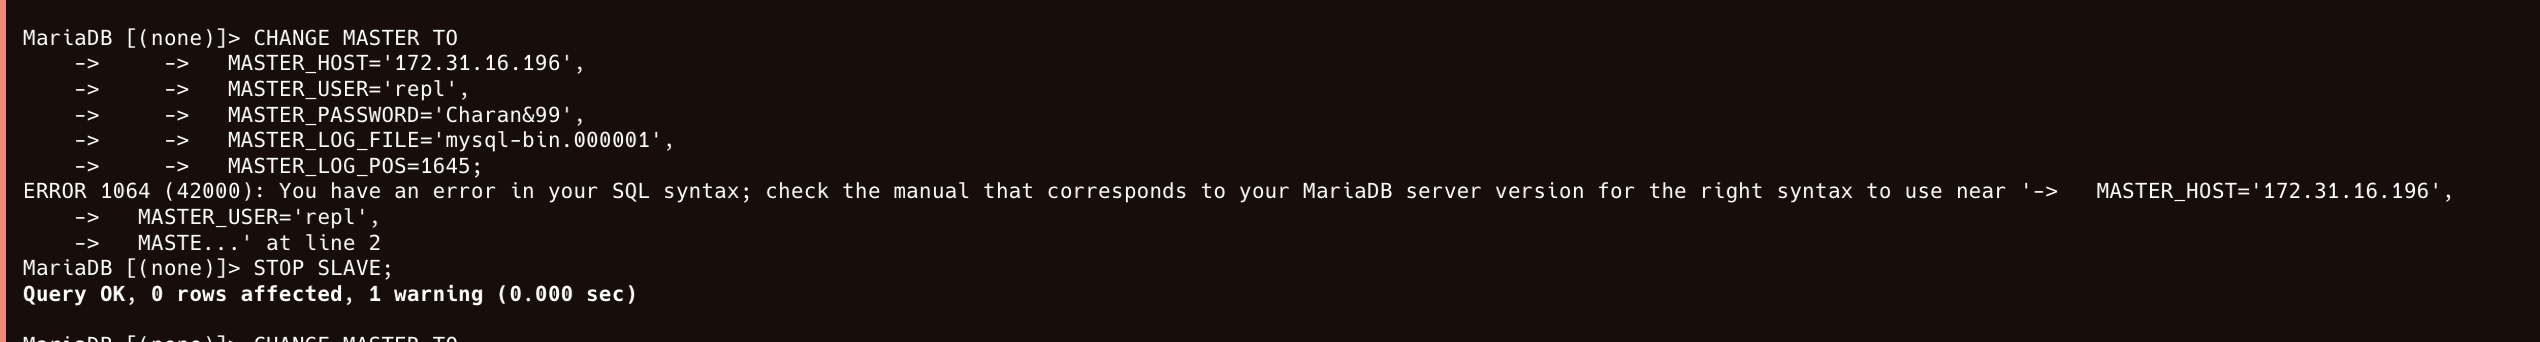 MariaDB [(none)]> CHANGE MASTER TO
    ->     ->   MASTER_HOST='172.31.16.196',
    ->     ->   MASTER_USER='repl',
    ->     ->   MASTER_PASSWORD='Charan&99',
    ->     ->   MASTER_LOG_FILE='mysql-bin.000001',
    ->     ->   MASTER_LOG_POS=1645;
ERROR 1064 (42000): You have an error in your SQL syntax; check the manual that corresponds to your MariaDB server version for the right syntax to use near '->   MASTER_HOST='172.31.16.196',
    ->   MASTER_USER='repl',
    ->   MASTE...' at line 2
MariaDB [(none)]> STOP SLAVE;
Query OK, 0 rows affected, 1 warning (0.000 sec)
MariaDB [(none)]> CHANGE MASTER TO